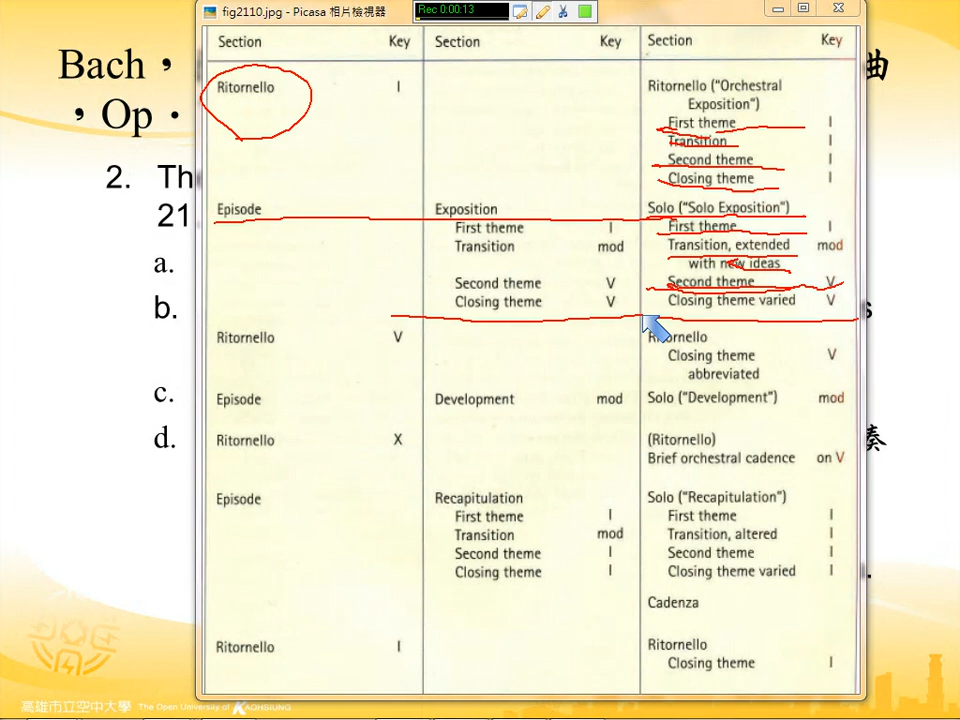 fig2110.jpg - Picasa 相片檢視器
Rec 0:00:13
Bach， 曲
，Op．
2. Th
21
a.
b. s
c.
d. 奏
.
Section Key Section Key Section Key
Ritornello I Ritornello ("Orchestral
Exposition")
First theme I
Transition I
Second theme I
Closing theme I
Episode Exposition Solo ("Solo Exposition")
First theme I First theme I
Transition mod Transition, extended mod
with new ideas
Second theme V Second theme V
Closing theme V Closing theme varied V
Ritornello V Ritornello
Closing theme V
abbreviated
Episode Development mod Solo ("Development") mod
Ritornello X (Ritornello)
Brief orchestral cadence on V
Episode Recapitulation Solo ("Recapitulation")
First theme I First theme I
Transition mod Transition, altered I
Second theme I Second theme I
Closing theme I Closing theme varied I
Cadenza
Ritornello I Ritornello
Closing theme I
高雄市立空中大學 The Open University of KAOHSIUNG